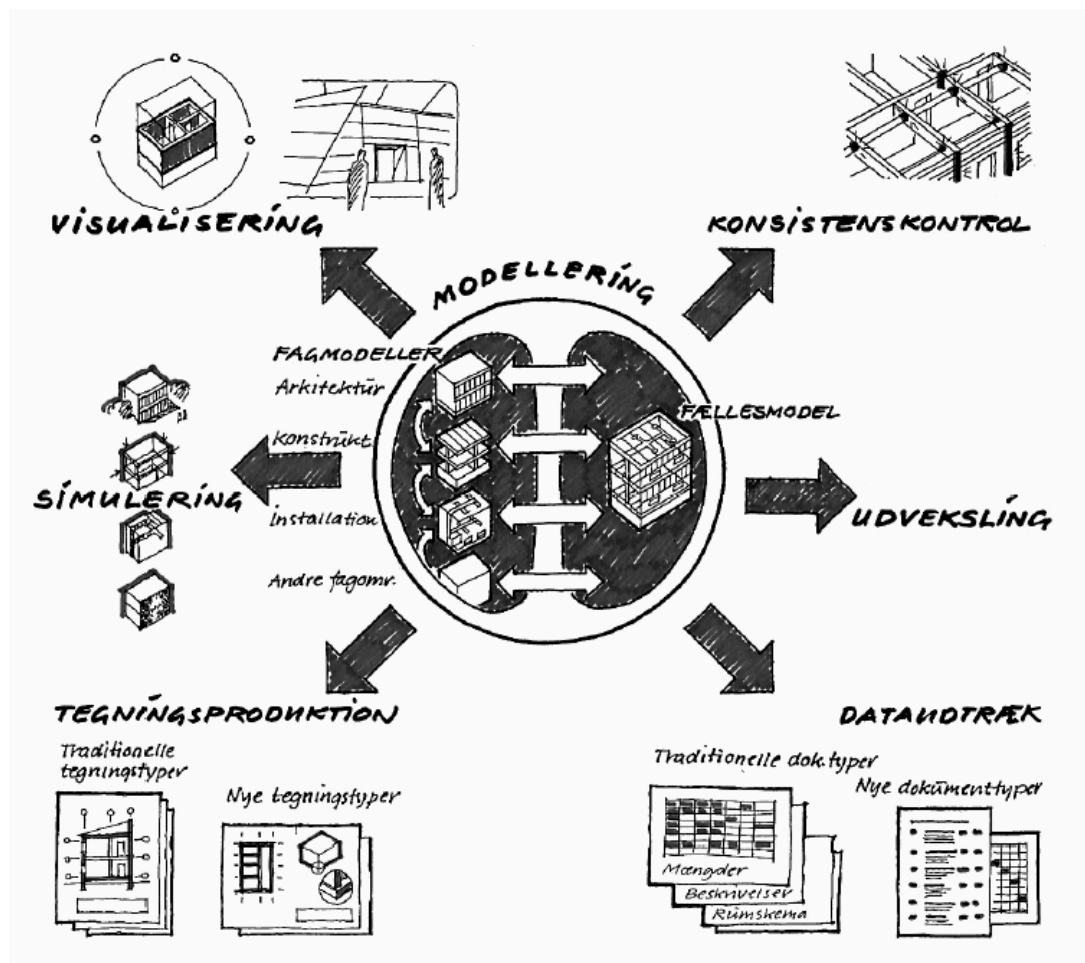 VISUALISERING
KONSISTENSKONTROL
MODELLERING
FAGMODELLER
Arkitektur
Konstrukt.
Installation
Andre fagomr.
FÆLLESMODEL
SIMULERING
UDVEKSLING
TEGNINGSPRODUKTION
Traditionelle
tegningstyper
Nye tegningstyper
DATAUDTRÆK
Traditionelle dok.typer
Nye dokumenttyper
Mængder
Beskrivelser
Rumskema